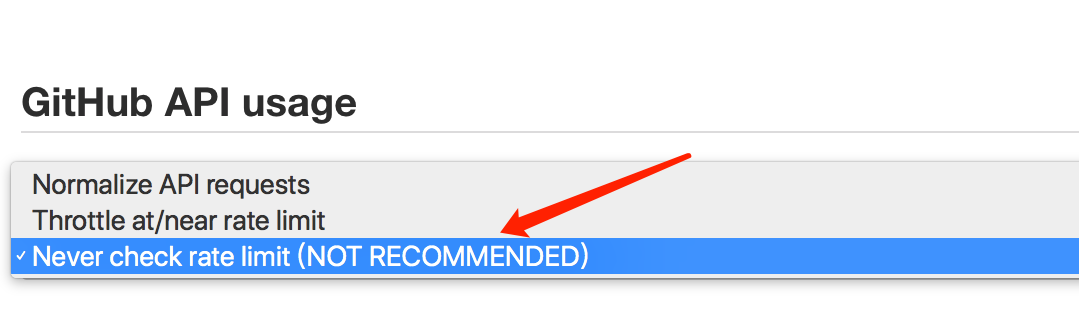 GitHub API usage
Normalize API requests
Throttle at/near rate limit
✓ Never check rate limit (NOT RECOMMENDED)